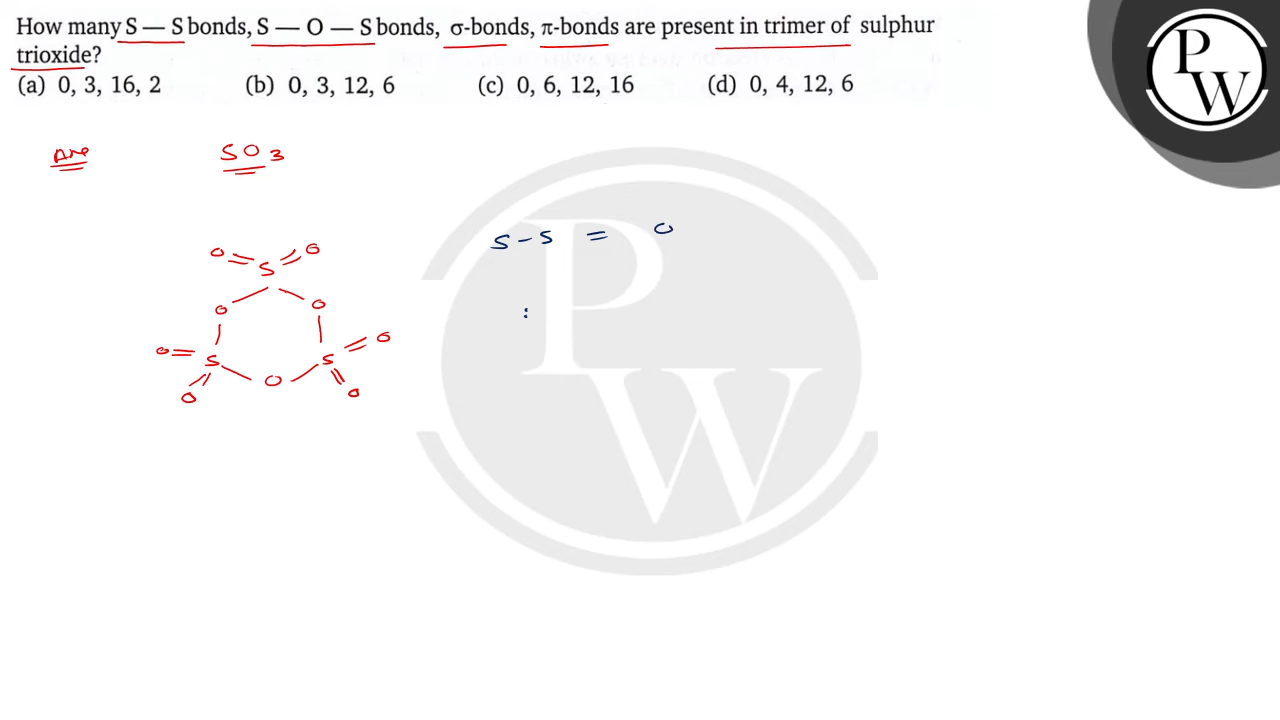 How many S — S bonds, S — O — S bonds, σ-bonds, π-bonds are present in trimer of sulphur
trioxide?
(a) 0, 3, 16, 2 (b) 0, 3, 12, 6 (c) 0, 6, 12, 16 (d) 0, 4, 12, 6
P
W
Ans SO3
O=S=O
S-S = 0
O O
O=S S=O
O O O
P
W